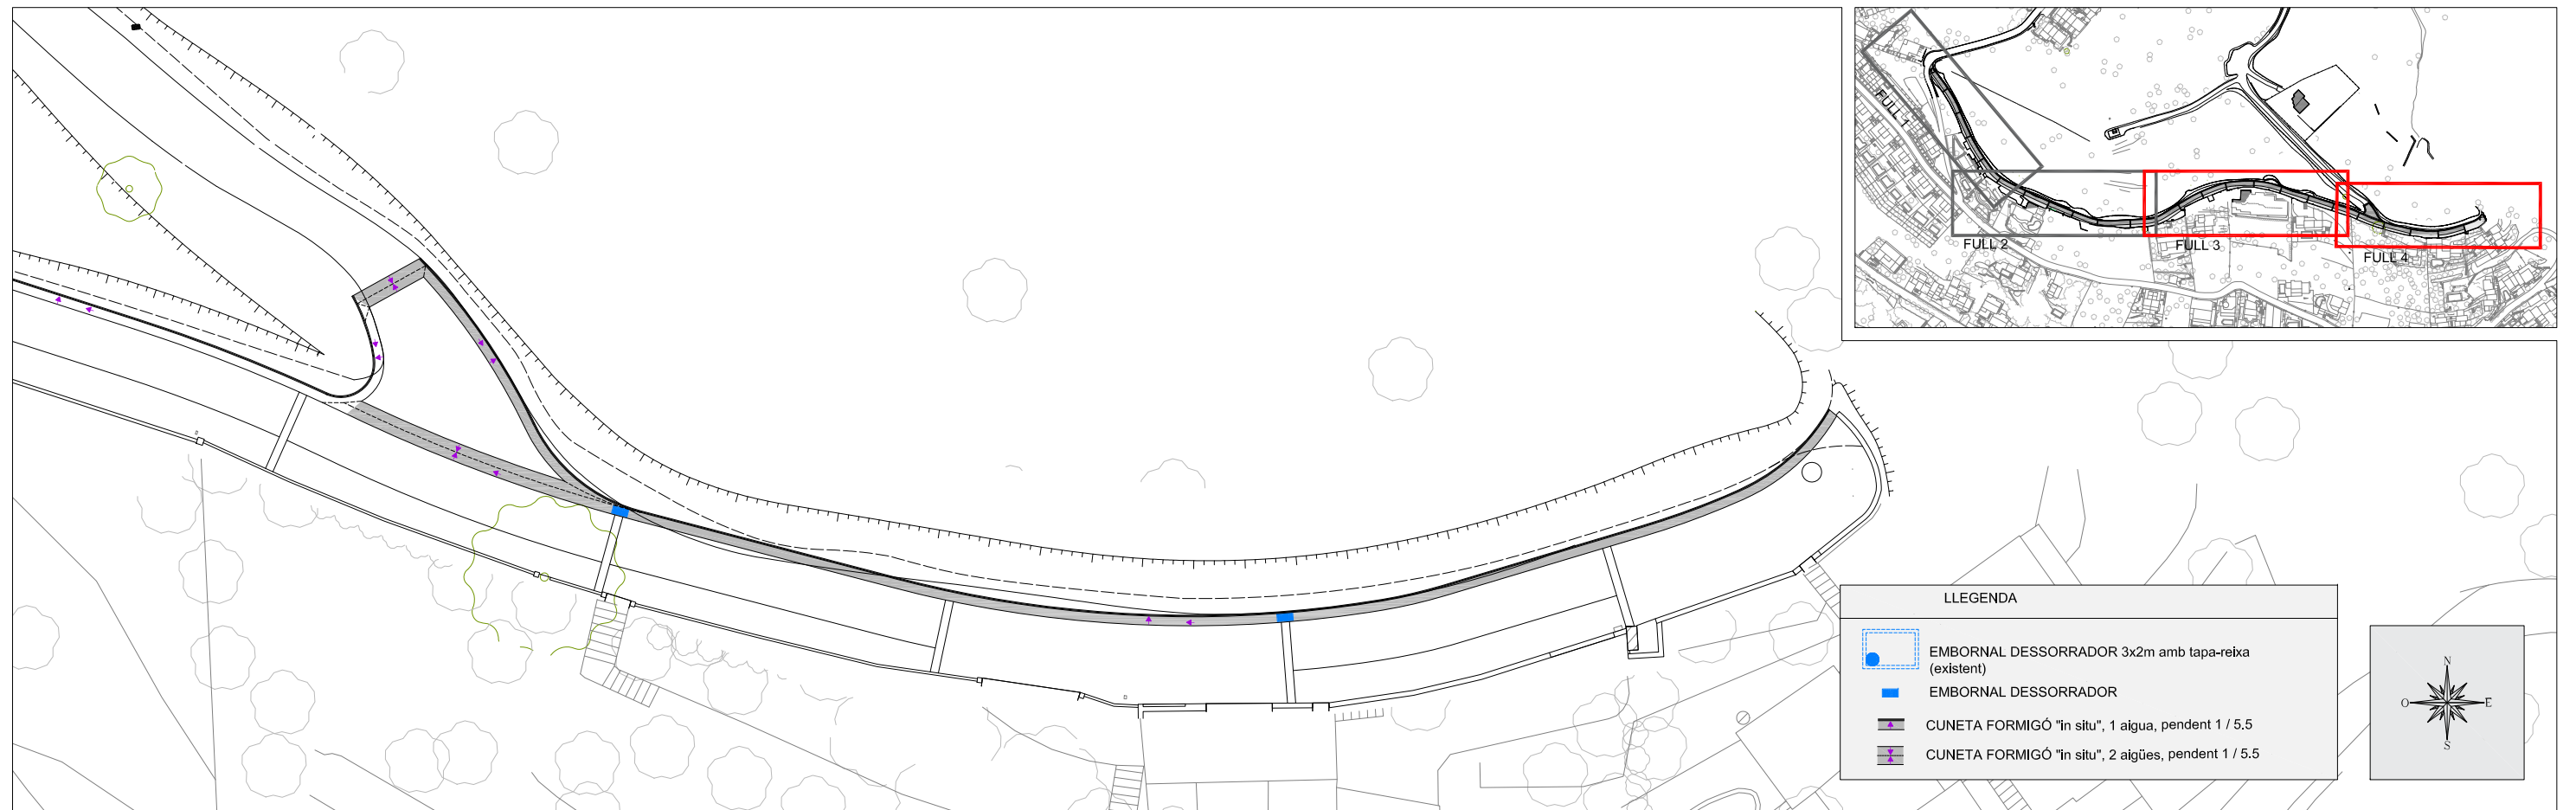 FULL 1
FULL 2
FULL 3
FULL 4
LLEGENDA
EMBORNAL DESSORRADOR 3x2m amb tapa-reixa
(existent)
EMBORNAL DESSORRADOR
CUNETA FORMIGÓ "in situ", 1 aigua, pendent 1 / 5.5
CUNETA FORMIGÓ "in situ", 2 aigües, pendent 1 / 5.5
N
O
E
S